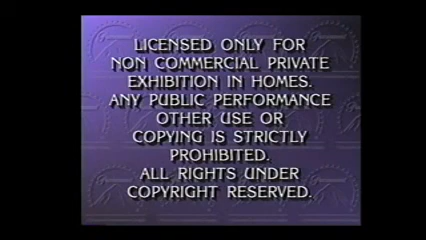 LICENSED ONLY FOR
NON COMMERCIAL PRIVATE
EXHIBITION IN HOMES.
ANY PUBLIC PERFORMANCE
OTHER USE OR
COPYING IS STRICTLY
PROHIBITED.
ALL RIGHTS UNDER
COPYRIGHT RESERVED.